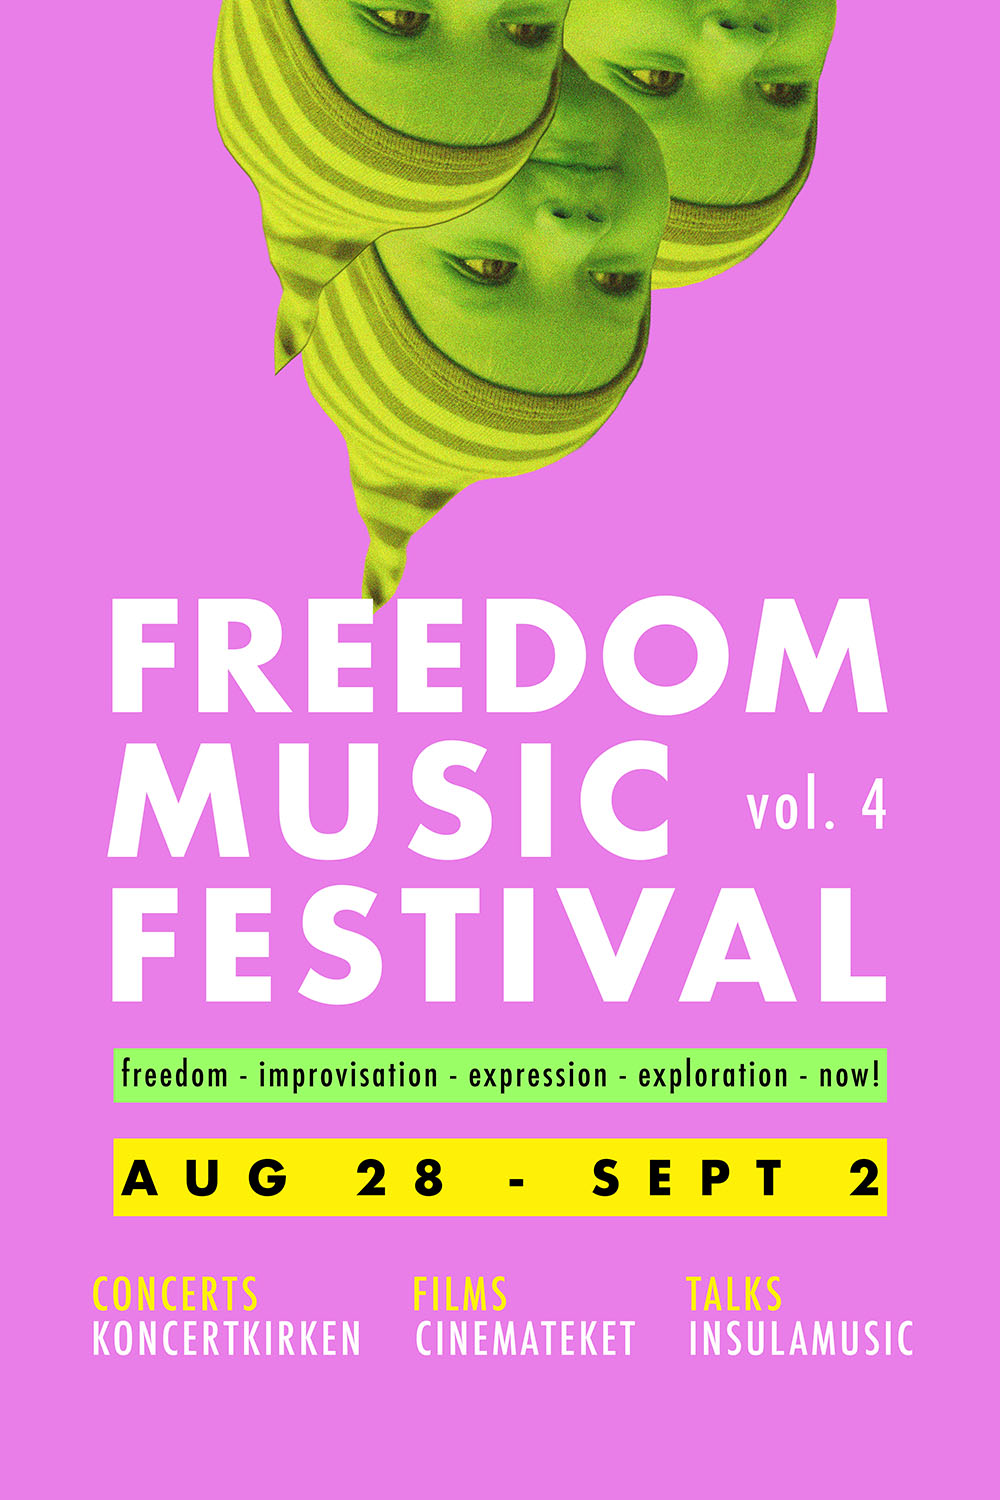 FREEDOM
MUSIC vol. 4
FESTIVAL
freedom - improvisation - expression - exploration - now!
AUG 28 - SEPT 2
CONCERTS FILMS TALKS
KONCERTKIRKEN CINEMATEKET INSULAMUSIC